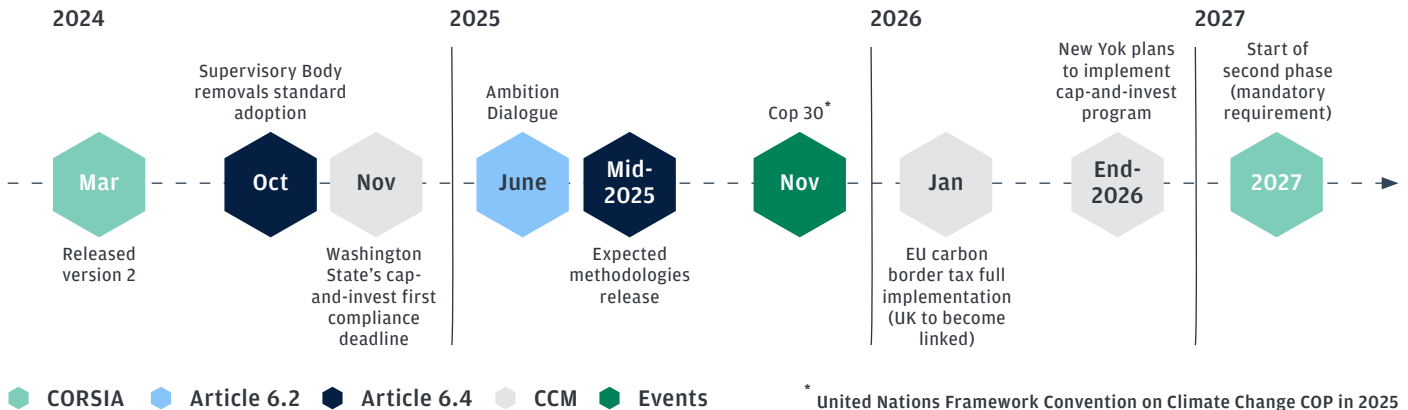 2024
2025
2026
2027
Supervisory Body
removals standard
adoption
Ambition
Dialogue
Cop 30*
New Yok plans
to implement
cap-and-invest
program
Start of
second phase
(mandatory
requirement)
Mar
Oct
Nov
June
Mid-
2025
Nov
Jan
End-
2026
2027
Released
version 2
Washington
State's cap-
and-invest first
compliance
deadline
Expected
methodologies
release
EU carbon
border tax full
implementation
(UK to become
linked)
CORSIA
Article 6.2
Article 6.4
CCM
Events
* United Nations Framework Convention on Climate Change COP in 2025